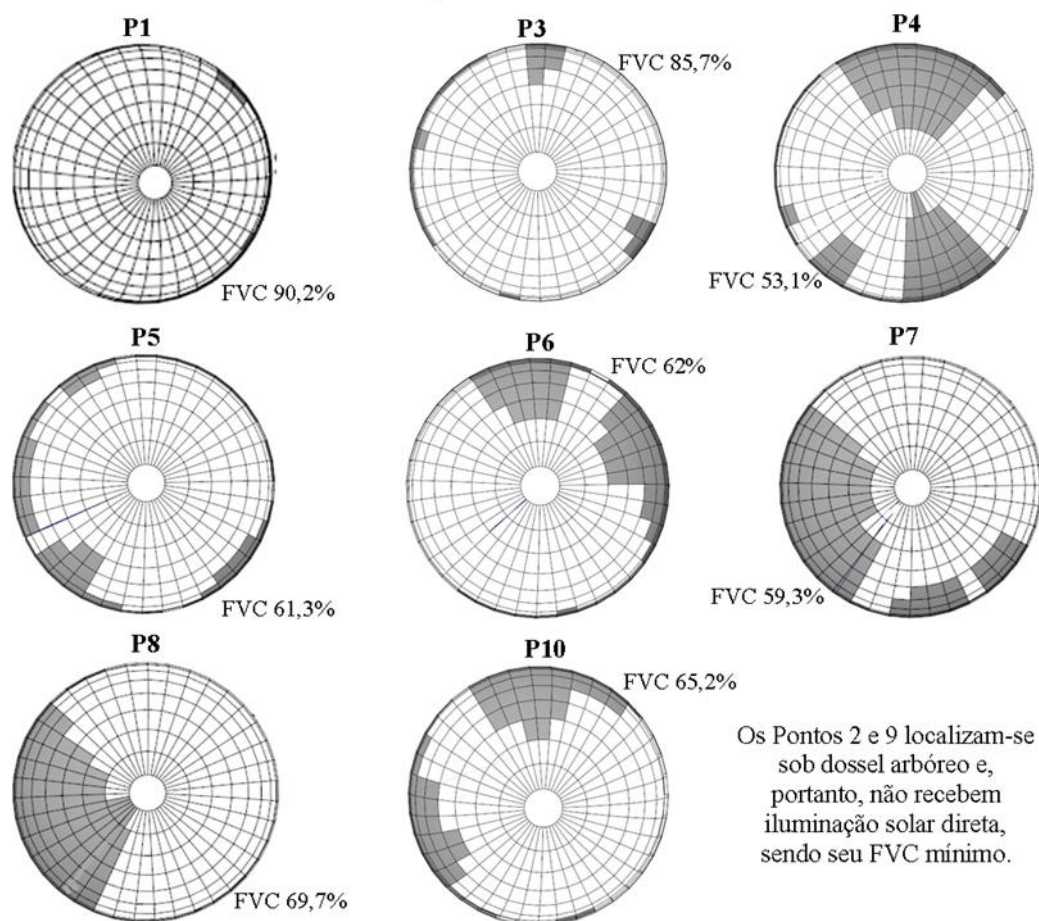 P1
P3
P4
FVC 85,7%
FVC 90,2%
FVC 53,1%
P5
P6
P7
FVC 62%
FVC 61,3%
FVC 59,3%
P8
P10
FVC 65,2%
FVC 69,7%
Os Pontos 2 e 9 localizam-se
sob dossel arbóreo e,
portanto, não recebem
iluminação solar direta,
sendo seu FVC mínimo.